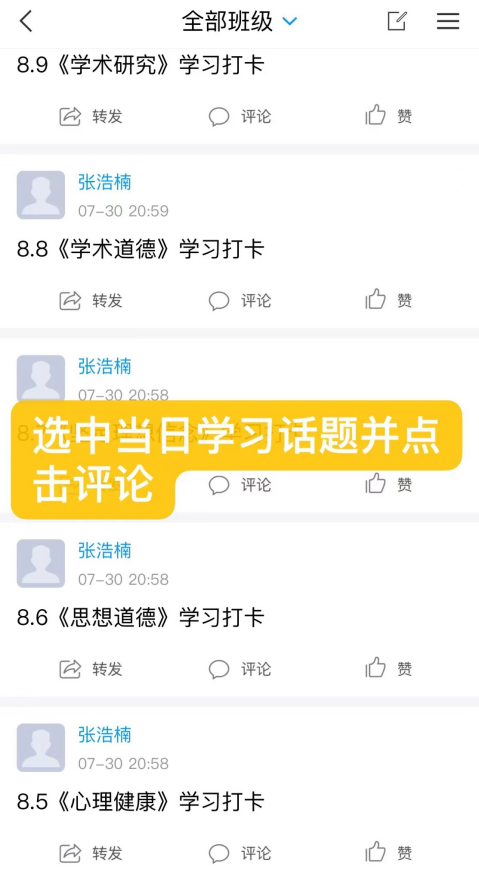 全部班级
8.9《学术研究》学习打卡
转发 评论 赞
张浩楠
07-30 20:59
8.8《学术道德》学习打卡
转发 评论 赞
张浩楠
07-30 20:58
选中当日学习话题并点
击评论
评论 赞
张浩楠
07-30 20:58
8.6《思想道德》学习打卡
转发 评论 赞
张浩楠
07-30 20:58
8.5《心理健康》学习打卡
转发 评论 赞